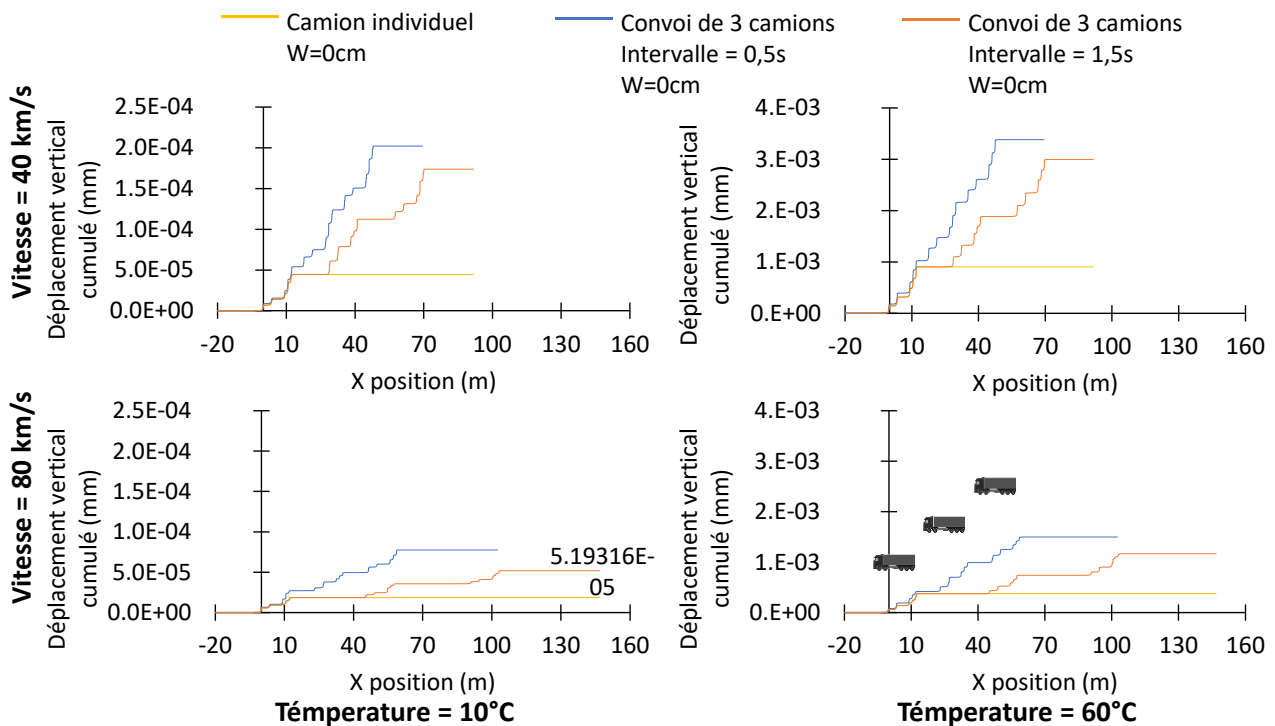 Camion individuel
W=0cm
Convoi de 3 camions
Intervalle = 0,5s
W=0cm
Convoi de 3 camions
Intervalle = 1,5s
W=0cm
Vitesse = 40 km/s
Déplacement vertical
cumulé (mm)
2.5E-04
2.0E-04
1.5E-04
1.0E-04
5.0E-05
0.0E+00
-20 10 40 70 100 130 160
X position (m)
Déplacement vertical
cumulé (mm)
4.E-03
3.E-03
2.E-03
1.E-03
0.E+00
-20 10 40 70 100 130 160
X position (m)
Vitesse = 80 km/s
Déplacement vertical
cumulé (mm)
2.5E-04
2.0E-04
1.5E-04
1.0E-04
5.0E-05
0.0E+00
5.19316E-
05
-20 10 40 70 100 130 160
X position (m)
Témperature = 10°C
Déplacement vertical
cumulé (mm)
4.E-03
3.E-03
2.E-03
1.E-03
0.E+00
-20 10 40 70 100 130 160
X position (m)
Témperature = 60°C